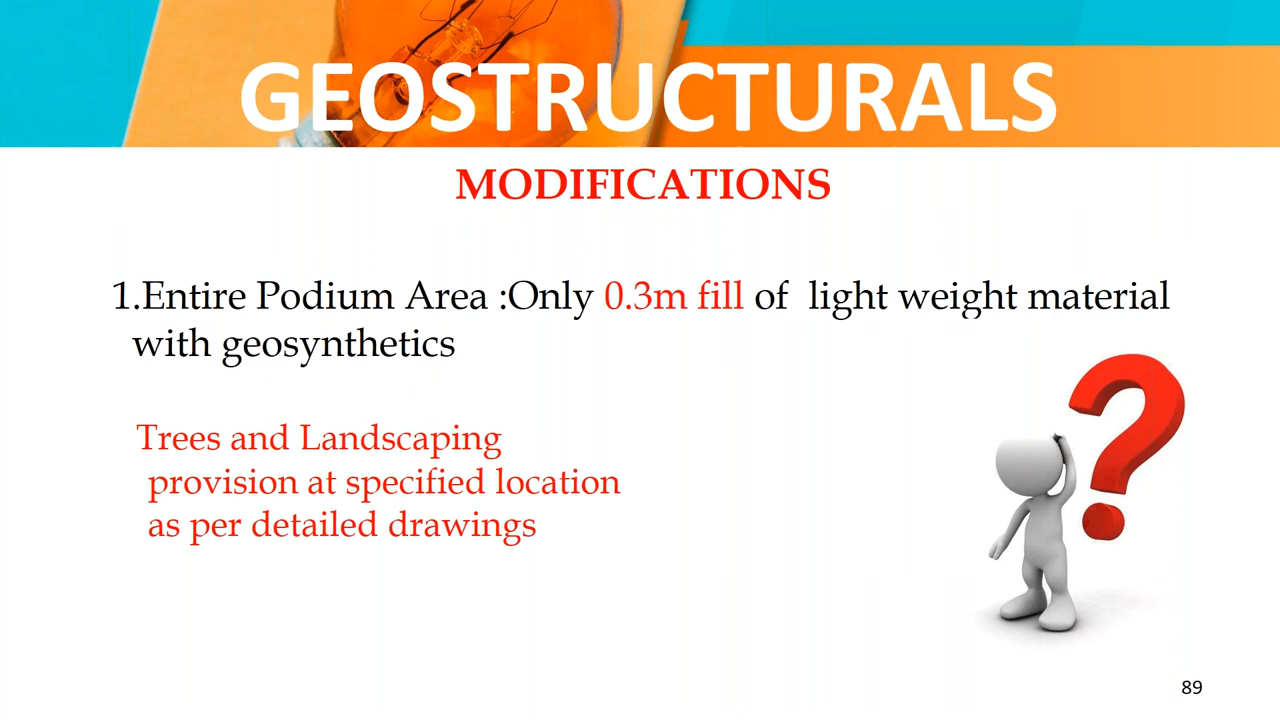 GEOSTRUCTURALS
MODIFICATIONS
1.Entire Podium Area :Only 0.3m fill of light weight material
with geosynthetics
Trees and Landscaping
provision at specified location
as per detailed drawings
89